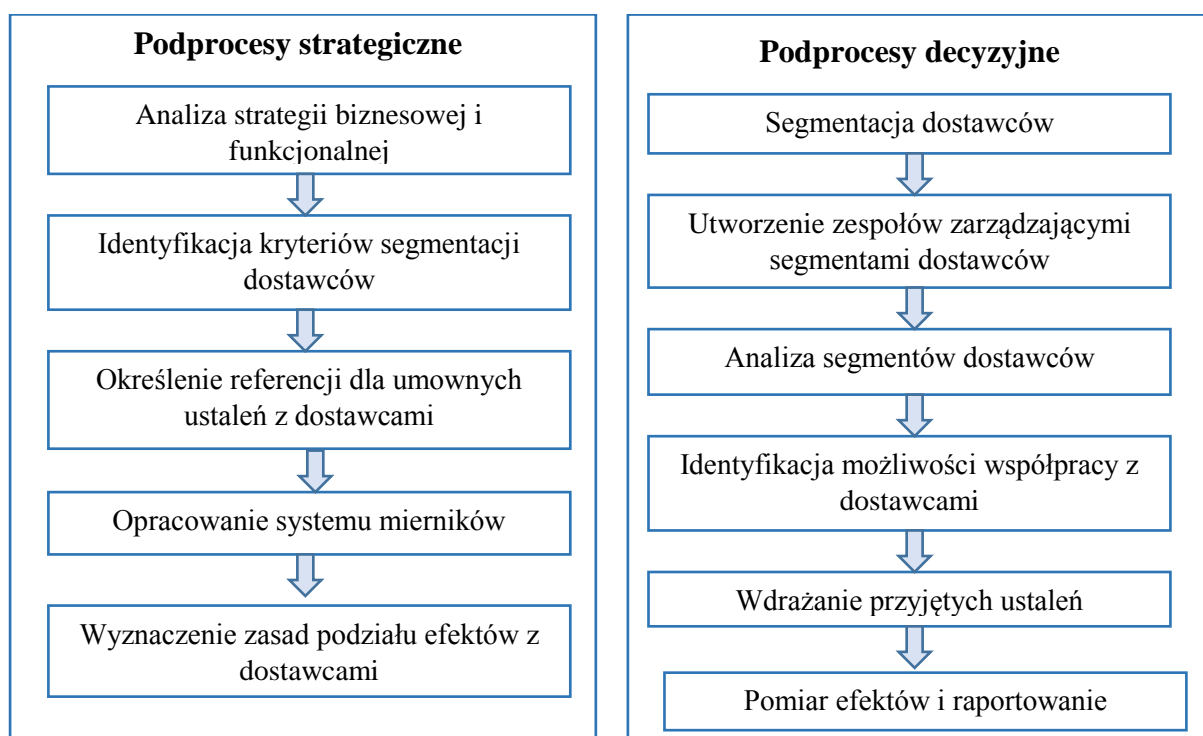 Podprocesy strategiczne
Analiza strategii biznesowej i
funkcjonalnej
Identyfikacja kryteriów segmentacji
dostawców
Określenie referencji dla umownych
ustaleń z dostawcami
Opracowanie systemu mierników
Wyznaczenie zasad podziału efektów z
dostawcami
Podprocesy decyzyjne
Segmentacja dostawców
Utworzenie zespołów zarządzającymi
segmentami dostawców
Analiza segmentów dostawców
Identyfikacja możliwości współpracy z
dostawcami
Wdrażanie przyjętych ustaleń
Pomiar efektów i raportowanie